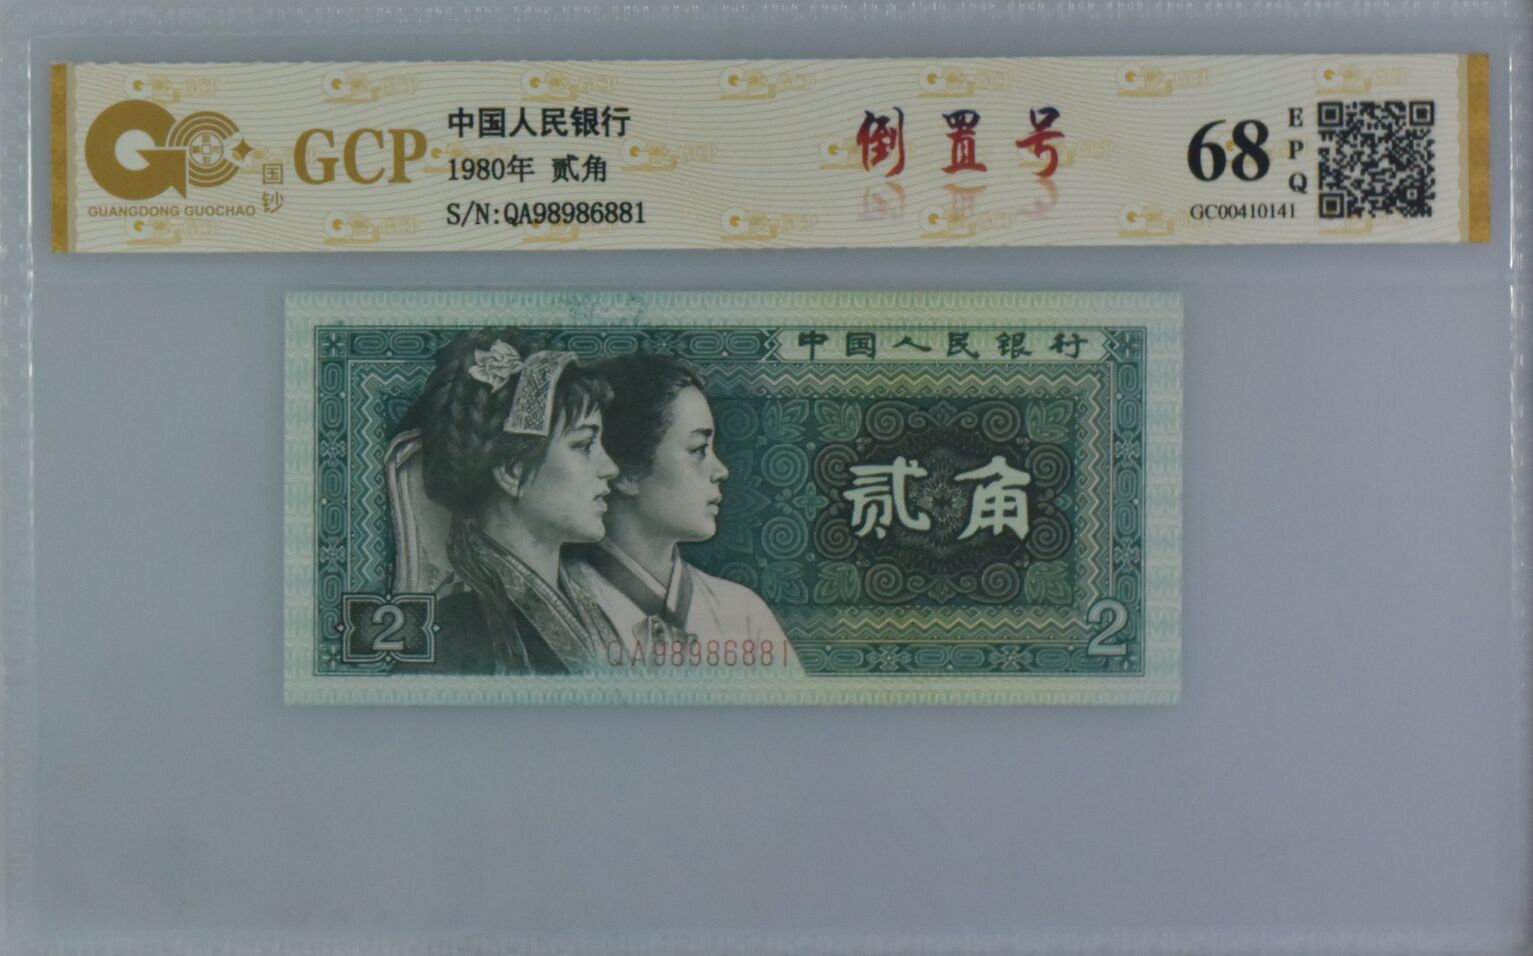 GCP
国钞
GUANGDONG GUOCHAO
中国人民银行
1980年 贰角
S/N:QA98986881
倒置号
68
EPQ
GC00410141
中国人民银行
贰角
2
2
QA98986881